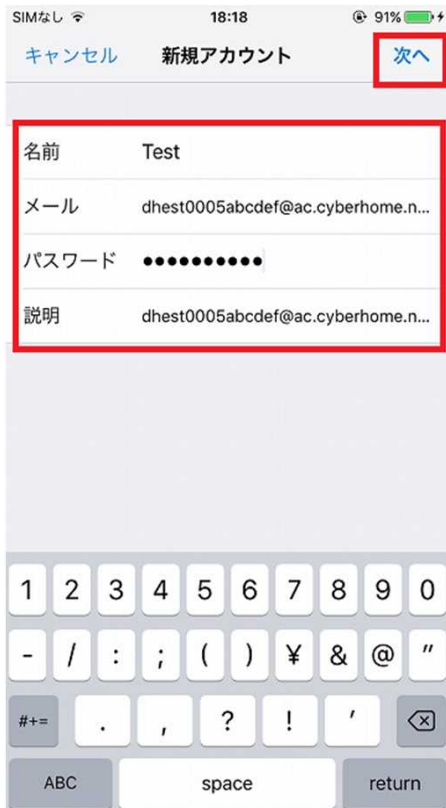 SIMなし 18:18 91%
キャンセル 新規アカウント 次へ
名前 Test
メール dhest0005abcdef@ac.cyberhome.n...
パスワード ●●●●●●●●●●
説明 dhest0005abcdef@ac.cyberhome.n...
1 2 3 4 5 6 7 8 9 0
- / : ; ( ) ¥ & @ "
#+= . , ? ! '
ABC space return